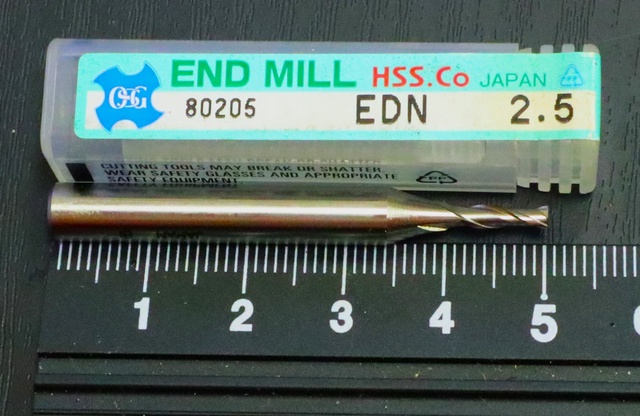 OSG END MILL HSS.Co JAPAN
80205 EDN 2.5
CUTTING TOOLS MAY BREAK OR SHATTER.
WEAR SAFETY GLASSES AND APPROPRIATE
SAFETY EQUIPMENT
PP
1 2 3 4 5